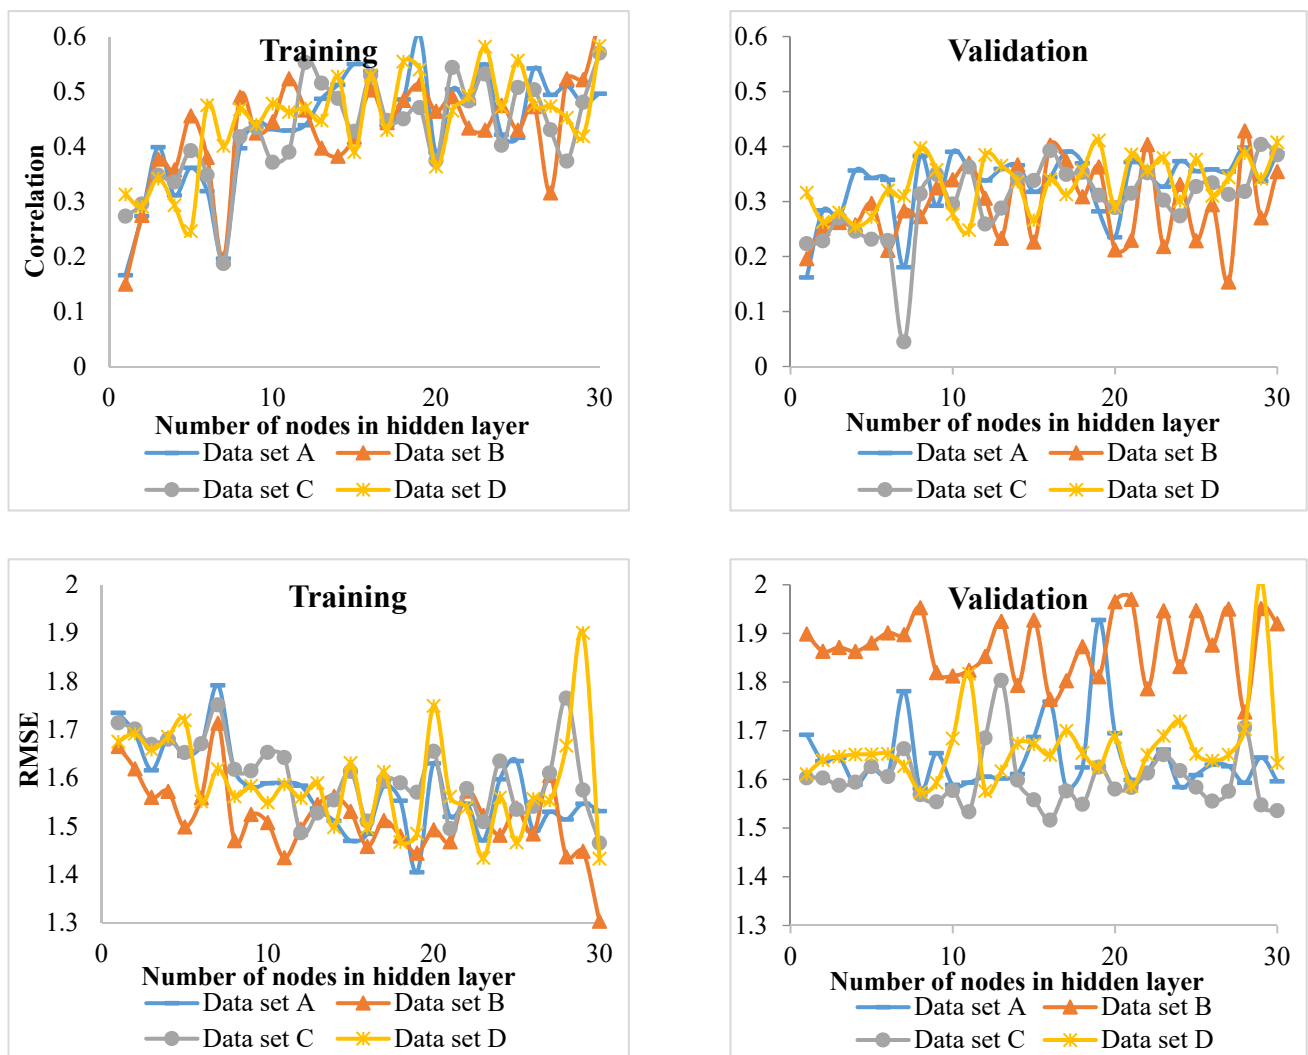 Training
0.6
0.5
0.4
0.3
0.2
0.1
0
Correlation
0 10 20 30
Number of nodes in hidden layer
Data set A Data set B
Data set C Data set D
Validation
0.6
0.5
0.4
0.3
0.2
0.1
0
0 10 20 30
Number of nodes in hidden layer
Data set A Data set B
Data set C Data set D
Training
2
1.9
1.8
1.7
1.6
1.5
1.4
1.3
RMSE
0 10 20 30
Number of nodes in hidden layer
Data set A Data set B
Data set C Data set D
Validation
2
1.9
1.8
1.7
1.6
1.5
1.4
1.3
0 10 20 30
Number of nodes in hidden layer
Data set A Data set B
Data set C Data set D